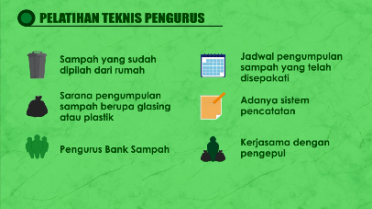 PELATIHAN TEKNIS PENGURUS
Sampah yang sudah
dipilah dari rumah
Sarana pengumpulan
sampah berupa glasing
atau plastik
Pengurus Bank Sampah
Jadwal pengumpulan
sampah yang telah
disepakati
Adanya sistem
pencatatan
Kerjasama dengan
pengepul